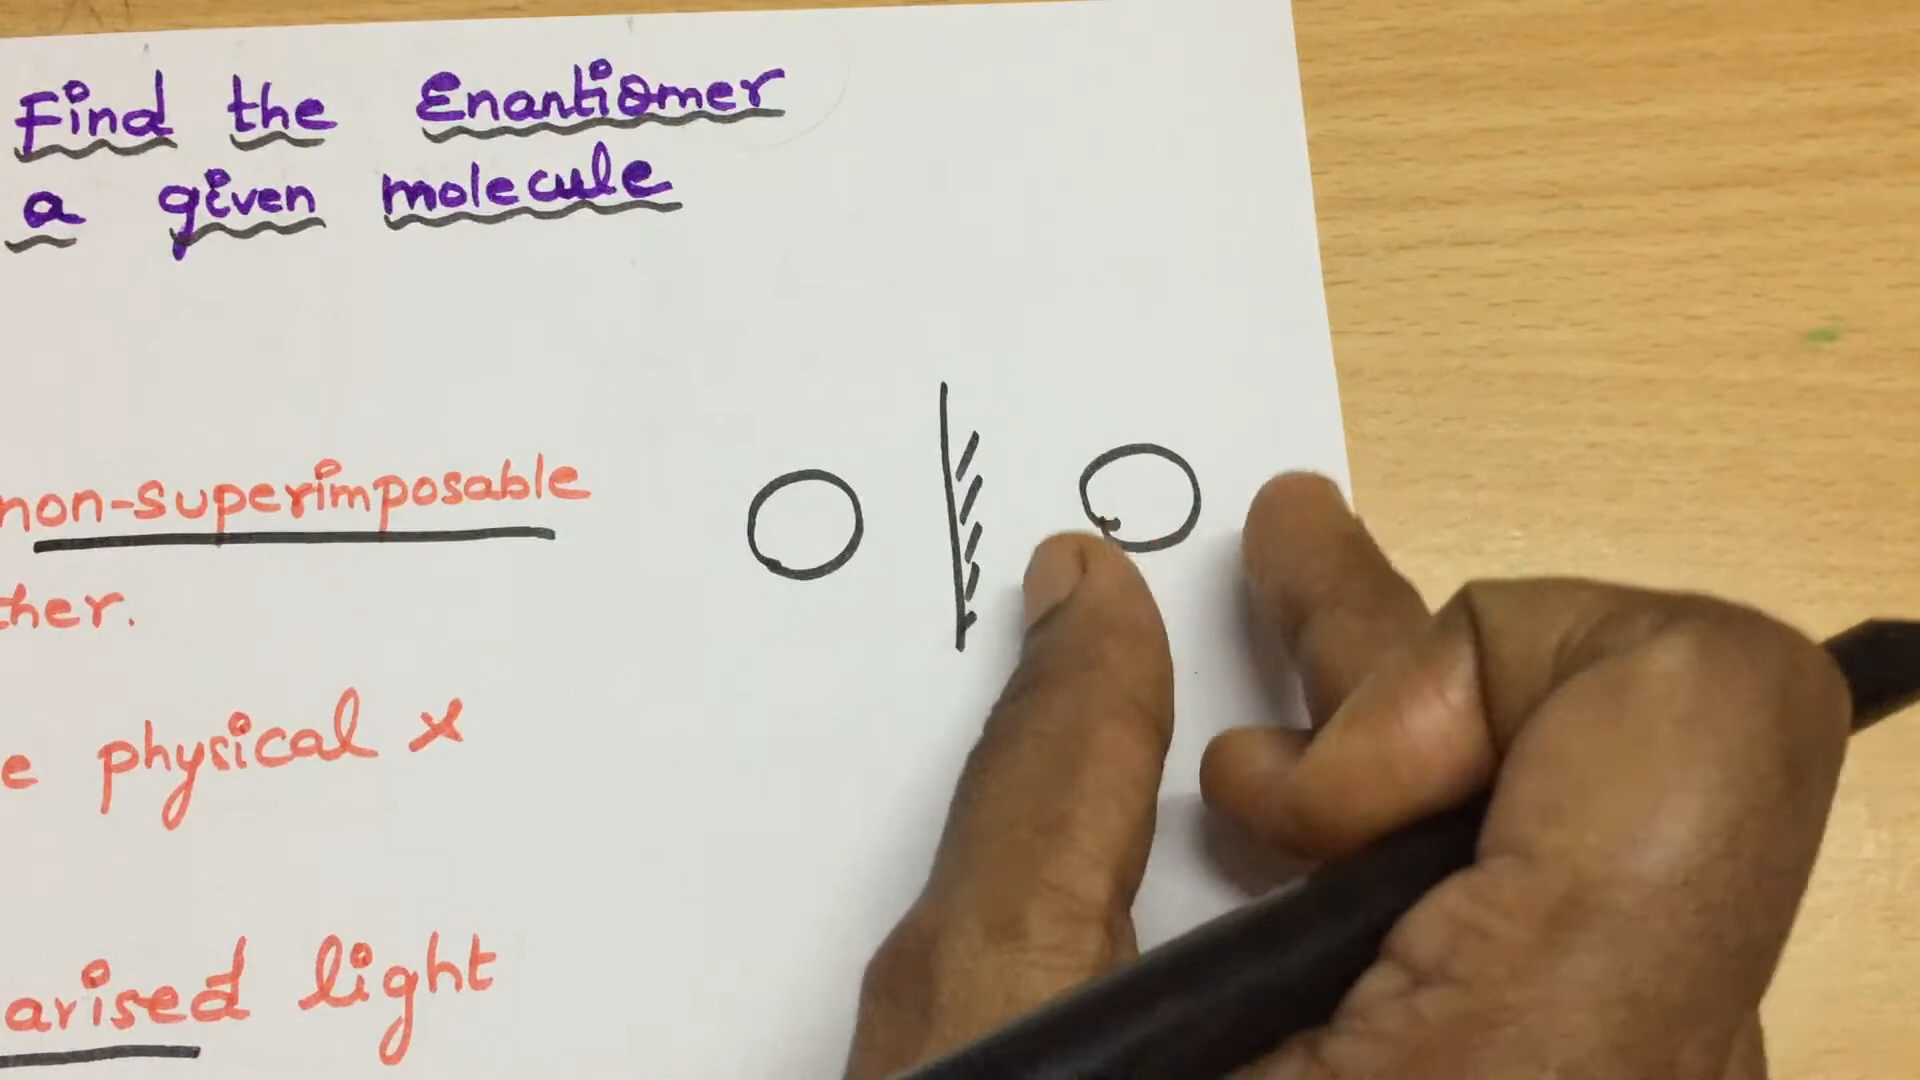 Find the Enantiomer
a given molecule
non-superimposable
ther.
e physical x
arised light